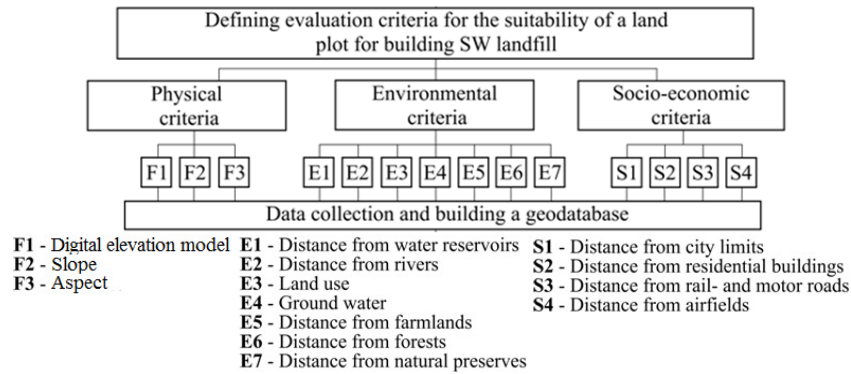 Defining evaluation criteria for the suitability of a land
plot for building SW landfill
Physical
criteria
Environmental
criteria
Socio-economic
criteria
F1 F2 F3 E1 E2 E3 E4 E5 E6 E7 S1 S2 S3 S4
Data collection and building a geodatabase
F1 - Digital elevation model
F2 - Slope
F3 - Aspect
E1 - Distance from water reservoirs
E2 - Distance from rivers
E3 - Land use
E4 - Ground water
E5 - Distance from farmlands
E6 - Distance from forests
E7 - Distance from natural preserves
S1 - Distance from city limits
S2 - Distance from residential buildings
S3 - Distance from rail- and motor roads
S4 - Distance from airfields